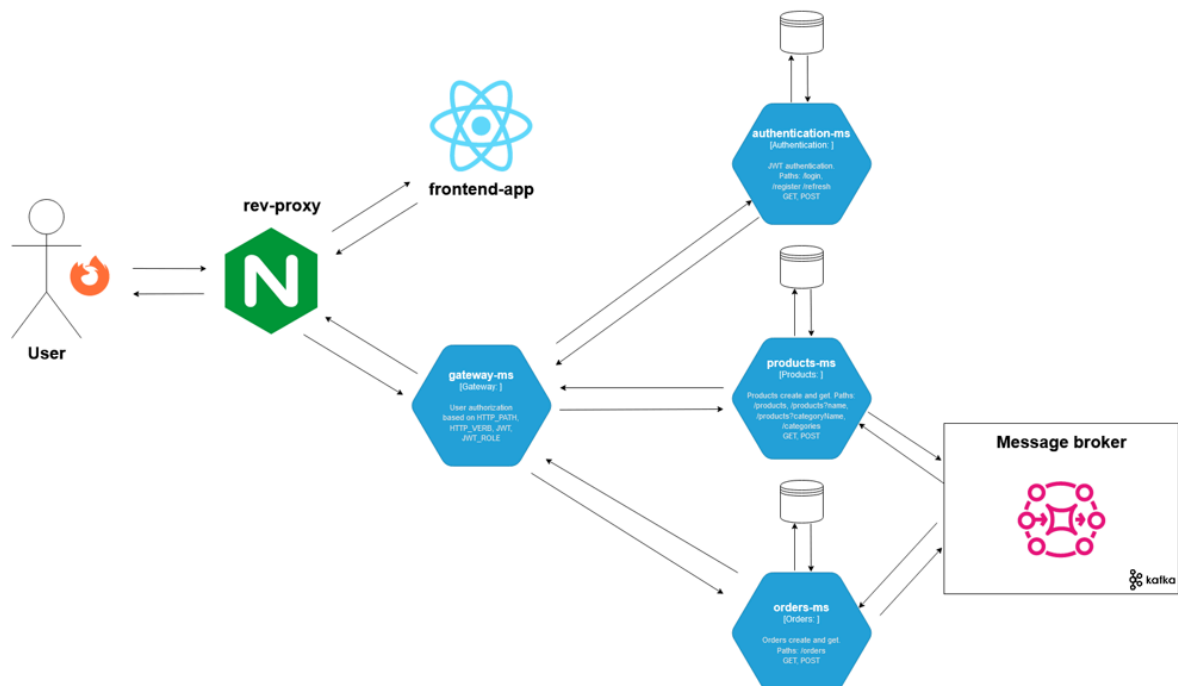 authentication-ms
[Authentication: ]
JWT authentication.
Paths: /login,
/register /refresh
GET, POST
frontend-app
rev-proxy
User
gateway-ms
[Gateway: ]
User authorization
based on HTTP_PATH,
HTTP_VERB, JWT,
JWT_ROLE
products-ms
[Products: ]
Products create and get. Paths:
/products, /products?name,
/products?categoryName,
/categories
GET, POST
Message broker
kafka
orders-ms
[Orders: ]
Orders create and get.
Paths: /orders
GET, POST